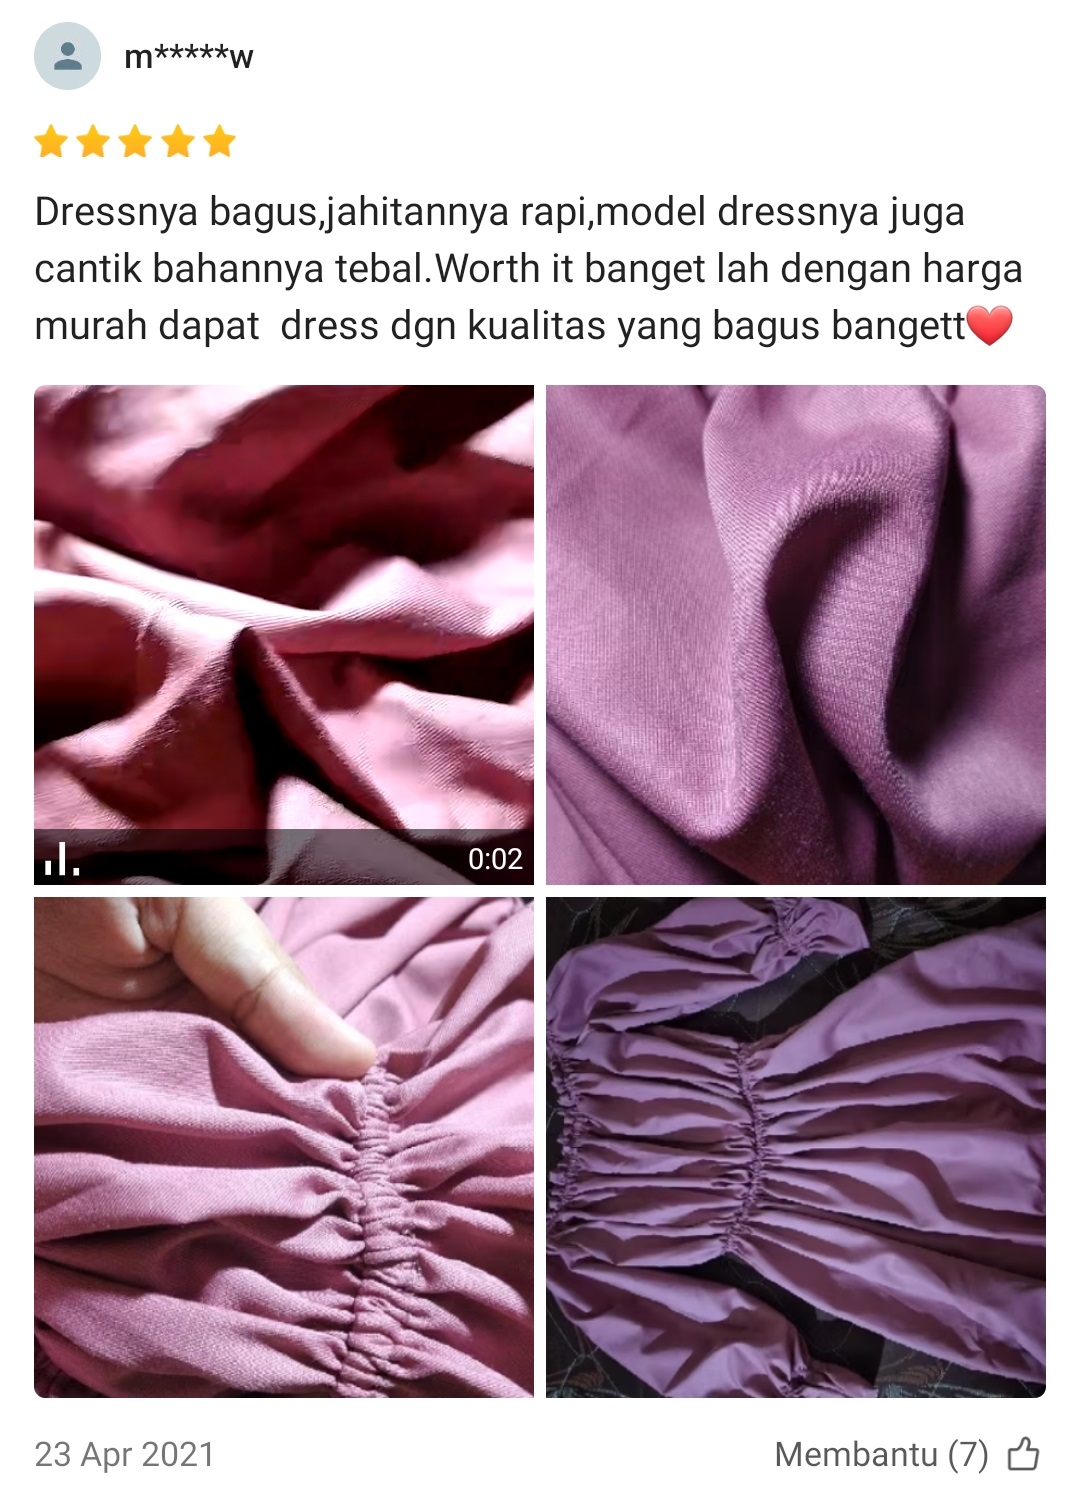 m*****w
Dressnya bagus,jahitannya rapi,model dressnya juga
cantik bahannya tebal.Worth it banget lah dengan harga
murah dapat  dress dgn kualitas yang bagus bangett❤️
0:02
23 Apr 2021
Membantu (7)